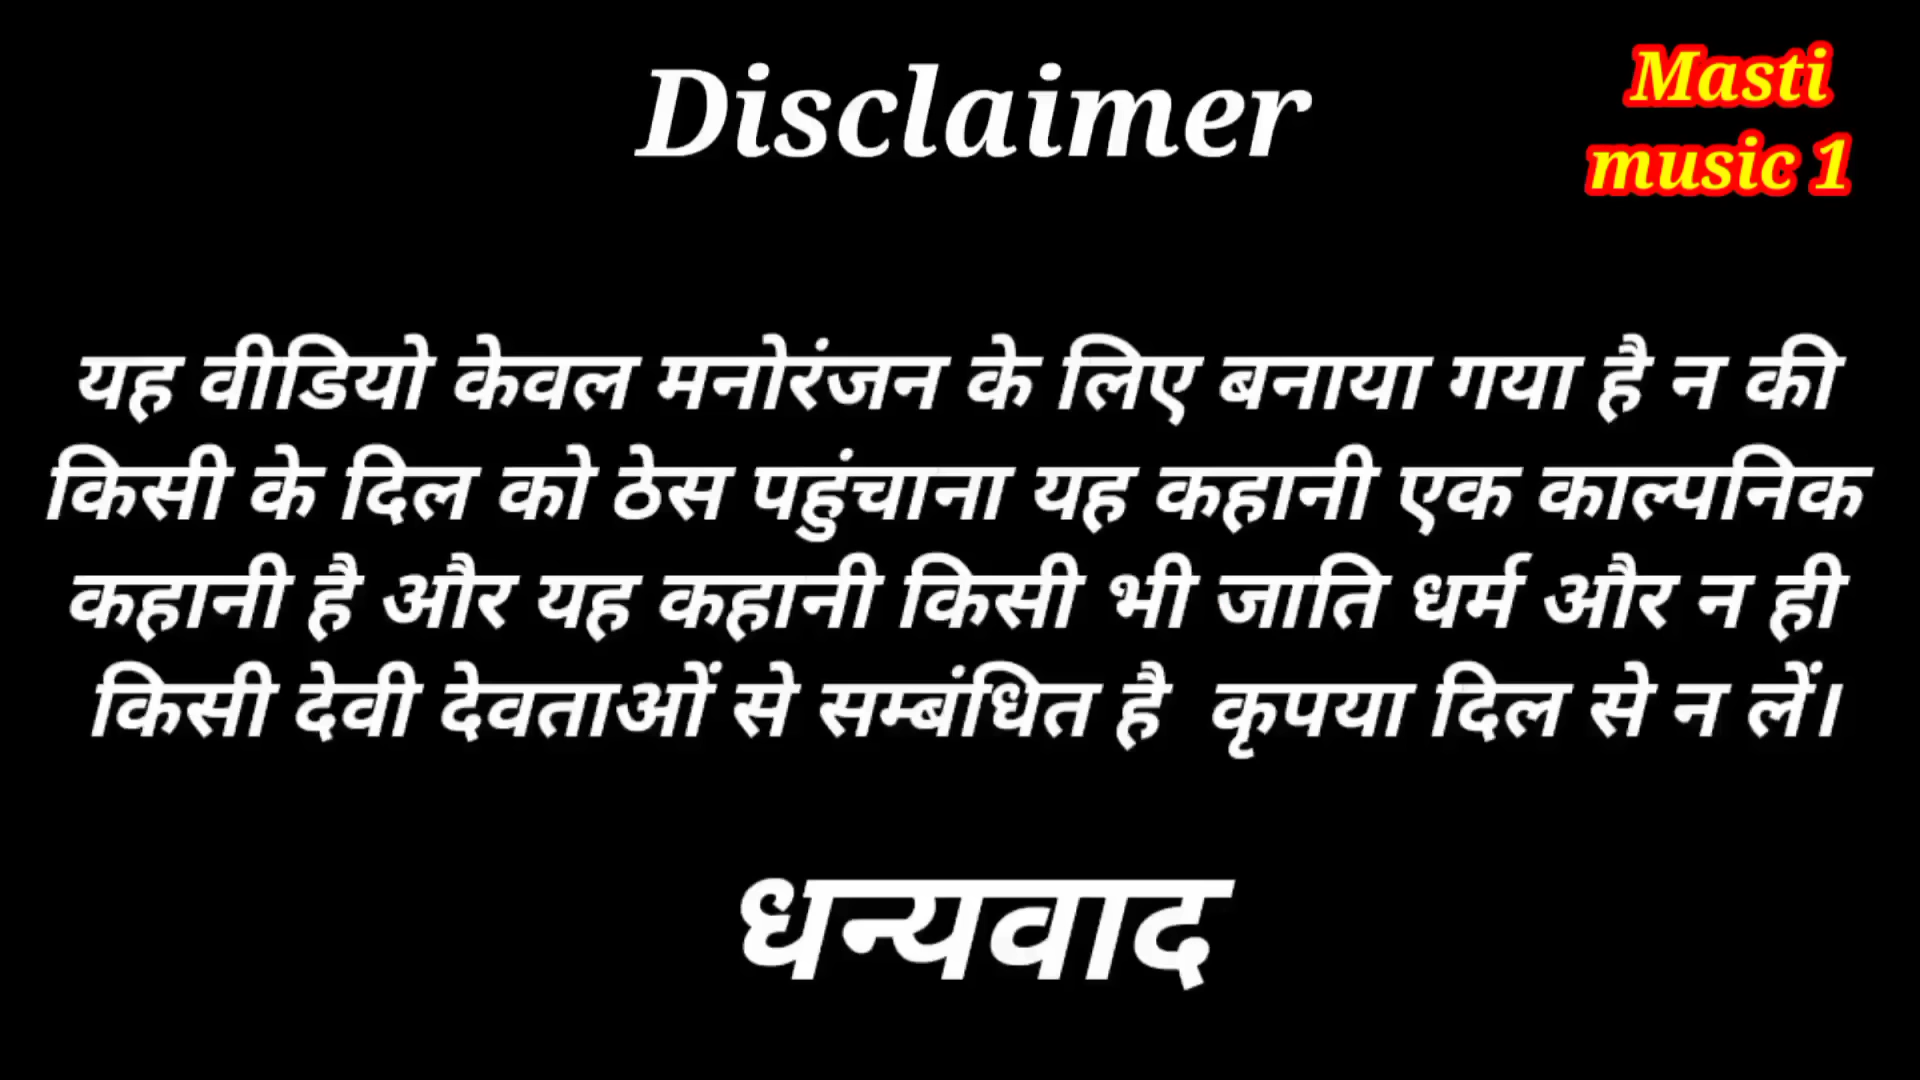 Disclaimer
Masti
music 1
यह वीडियो केवल मनोरंजन के लिए बनाया गया है न की
किसी के दिल को ठेस पहुंचाना यह कहानी एक काल्पनिक
कहानी है और यह कहानी किसी भी जाति धर्म और न ही
किसी देवी देवताओं से सम्बंधित है  कृपया दिल से न लें।
धन्यवाद